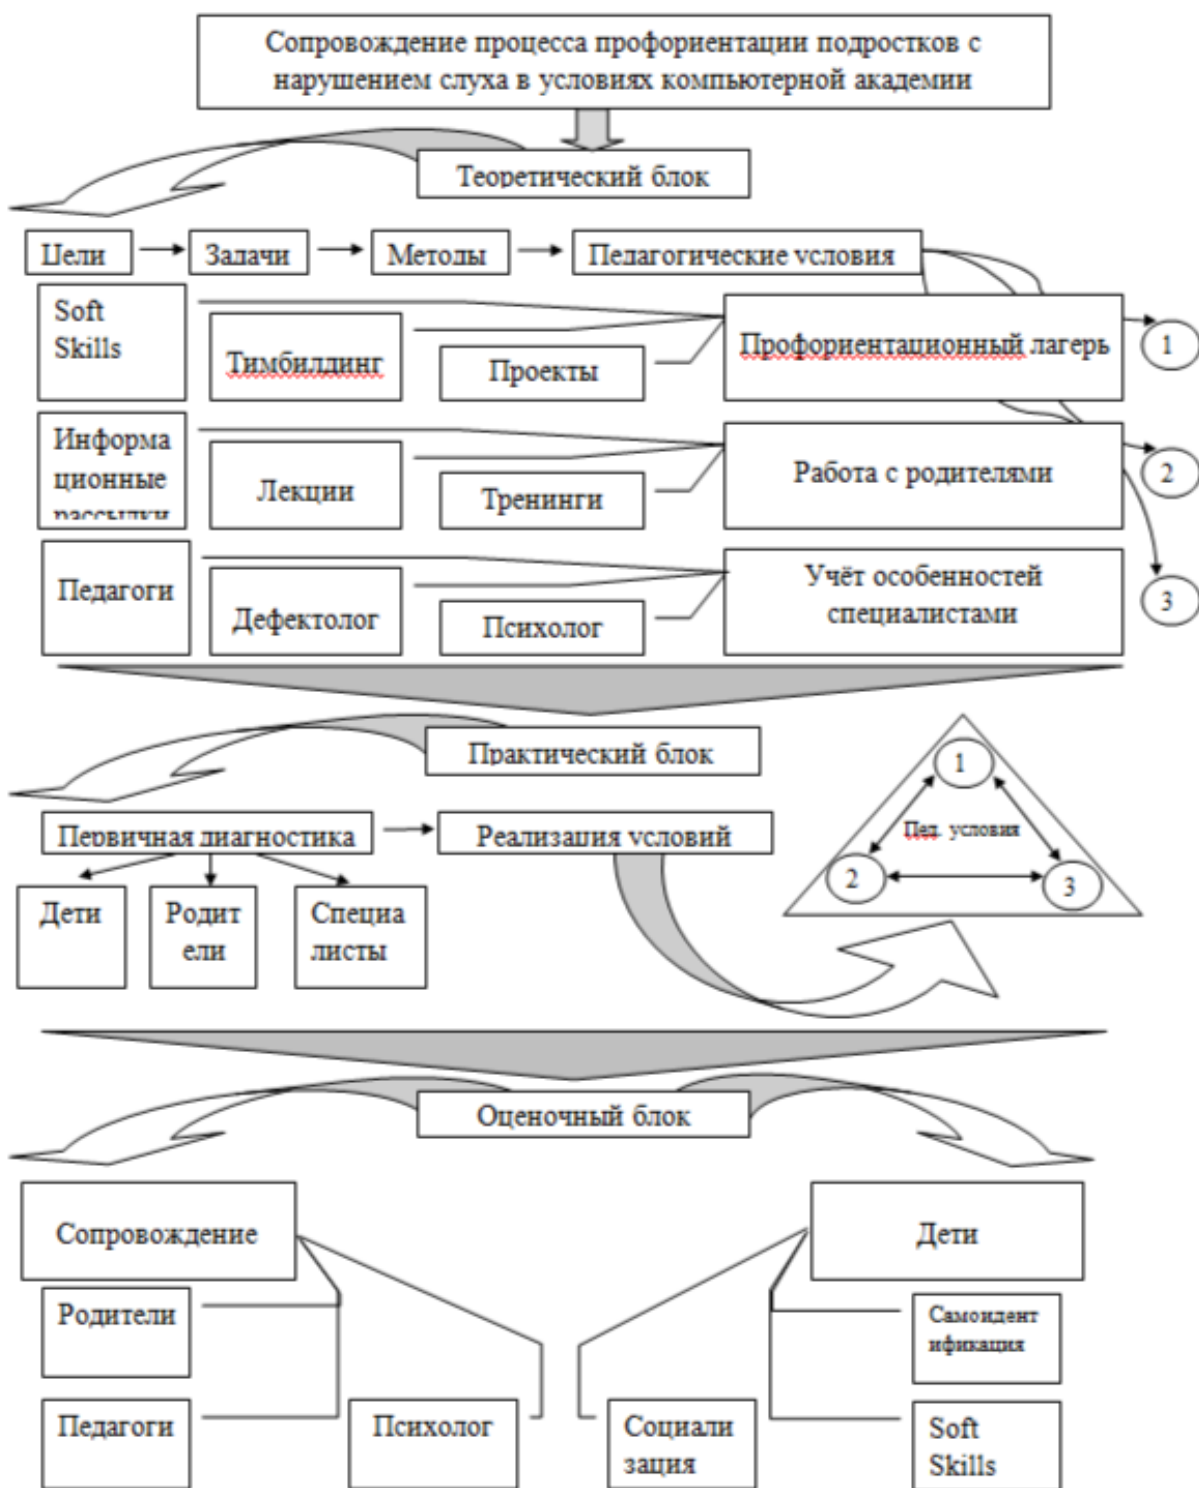 Сопровождение процесса профориентации подростков с
нарушением слуха в условиях компьютерной академии
Теоретический блок
Цели
Задачи
Методы
Педагогические условия
Soft
Skills
Тимбилдинг
Проекты
Профориентационный лагерь
1
Информа
ционные
рассылки
Лекции
Тренинги
Работа с родителями
2
Педагоги
Дефектолог
Психолог
Учёт особенностей
специалистами
3
Практический блок
1
Пед. условия
2
3
Первичная диагностика
Реализация условий
Дети
Родит
ели
Специа
листы
Оценочный блок
Сопровождение
Дети
Родители
Самоидент
ификация
Педагоги
Психолог
Социали
зация
Soft
Skills